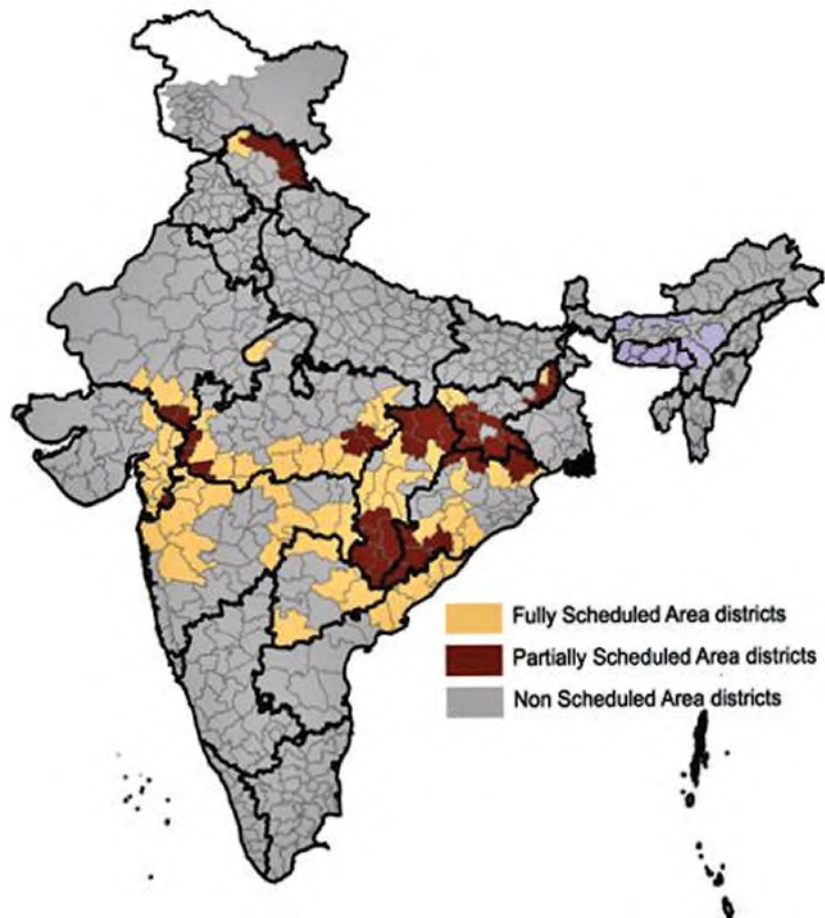 Fully Scheduled Area districts
Partially Scheduled Area districts
Non Scheduled Area districts